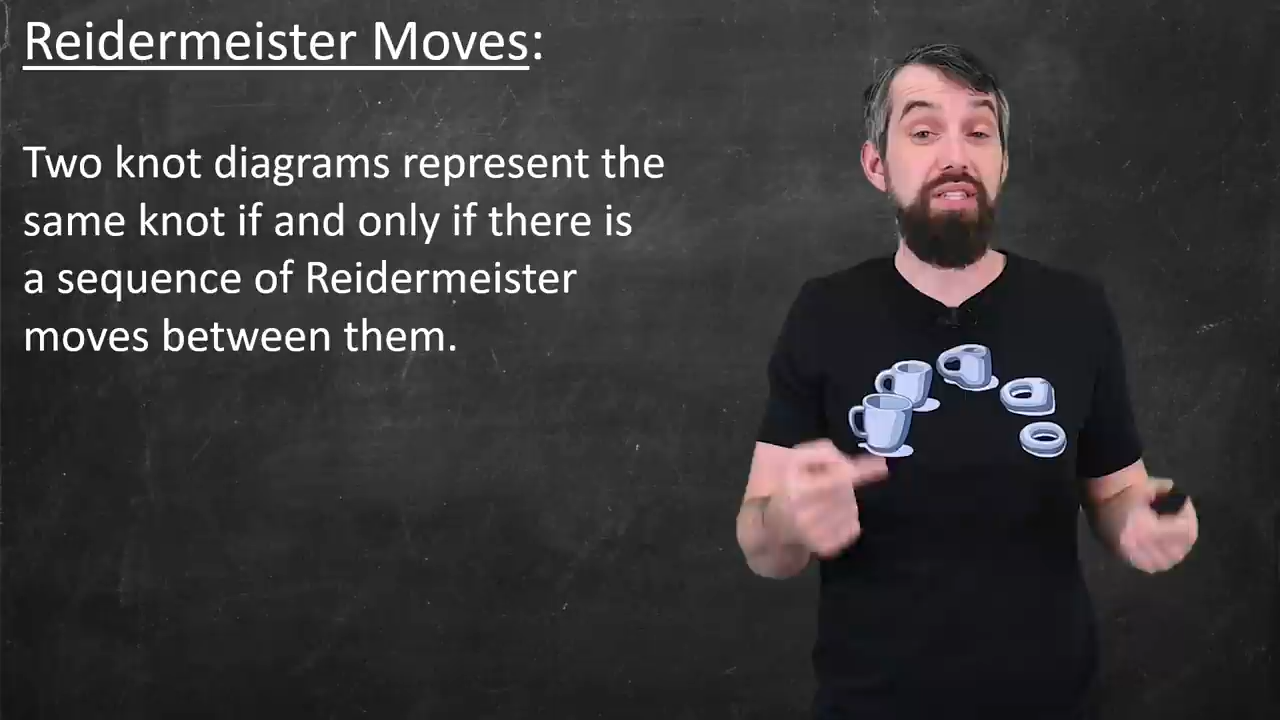 Reidermeister Moves:
Two knot diagrams represent the
same knot if and only if there is
a sequence of Reidermeister
moves between them.